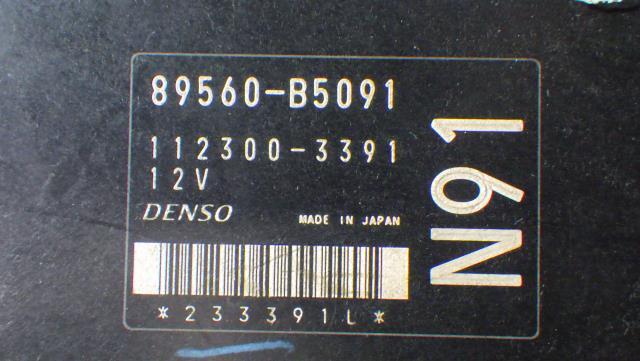 89560-B5091
112300-3391
12V
DENSO MADE IN JAPAN
*233391L*
N91